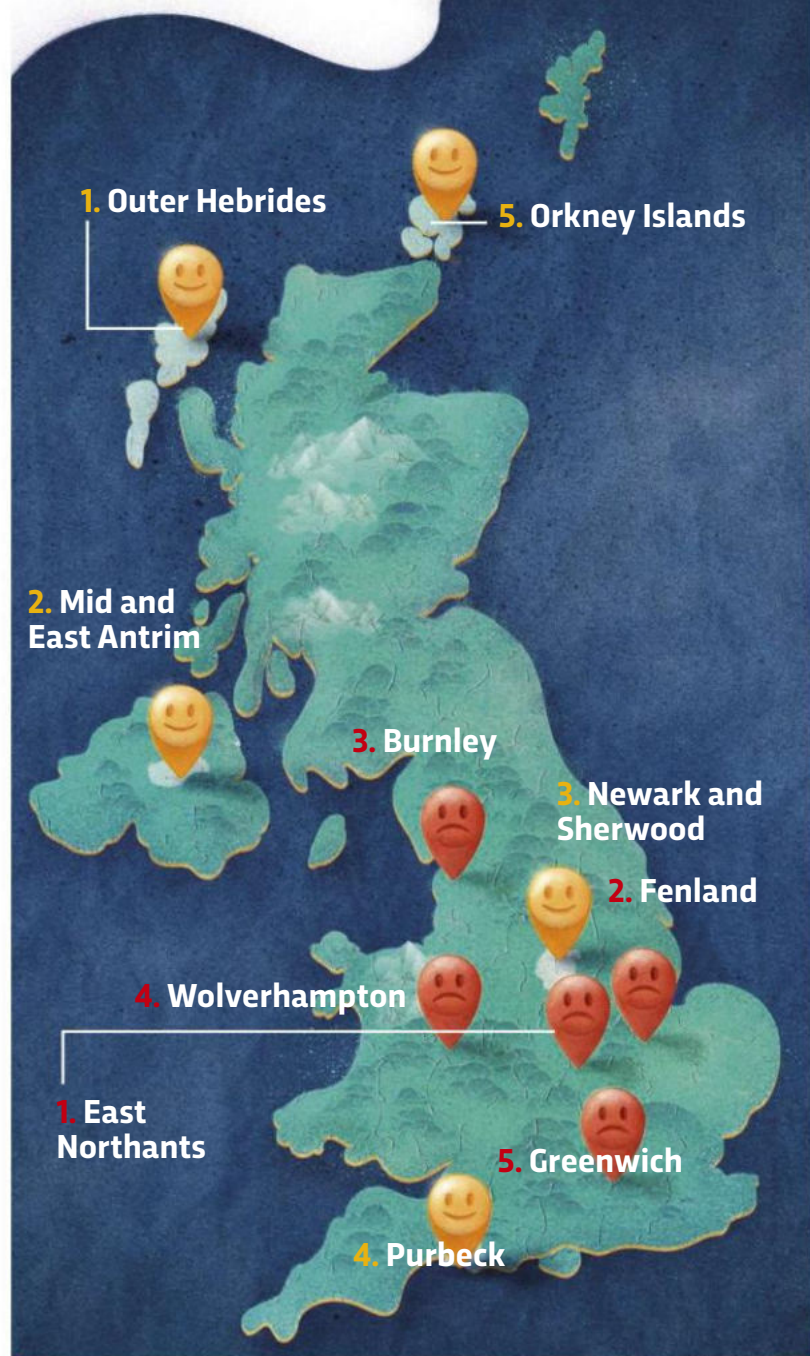 1. Outer Hebrides
5. Orkney Islands
2. Mid and
East Antrim
3. Burnley
3. Newark and
Sherwood
2. Fenland
4. Wolverhampton
1. East
Northants
5. Greenwich
4. Purbeck